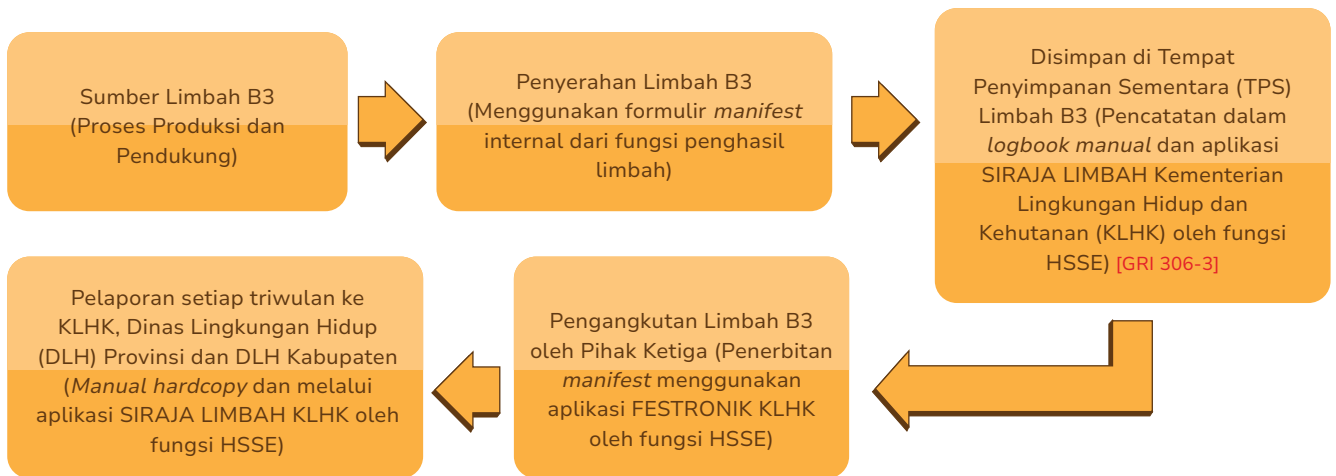 Sumber Limbah B3
(Proses Produksi dan
Pendukung)
Penyerahan Limbah B3
(Menggunakan formulir manifest
internal dari fungsi penghasil
limbah)
Disimpan di Tempat
Penyimpanan Sementara (TPS)
Limbah B3 (Pencatatan dalam
logbook manual dan aplikasi
SIRAJA LIMBAH Kementerian
Lingkungan Hidup dan
Kehutanan (KLHK) oleh fungsi
HSSE) [GRI 306-3]
Pengangkutan Limbah B3
oleh Pihak Ketiga (Penerbitan
manifest menggunakan
aplikasi FESTRONIK KLHK
oleh fungsi HSSE)
Pelaporan setiap triwulan ke
KLHK, Dinas Lingkungan Hidup
(DLH) Provinsi dan DLH Kabupaten
(Manual hardcopy dan melalui
aplikasi SIRAJA LIMBAH KLHK oleh
fungsi HSSE)